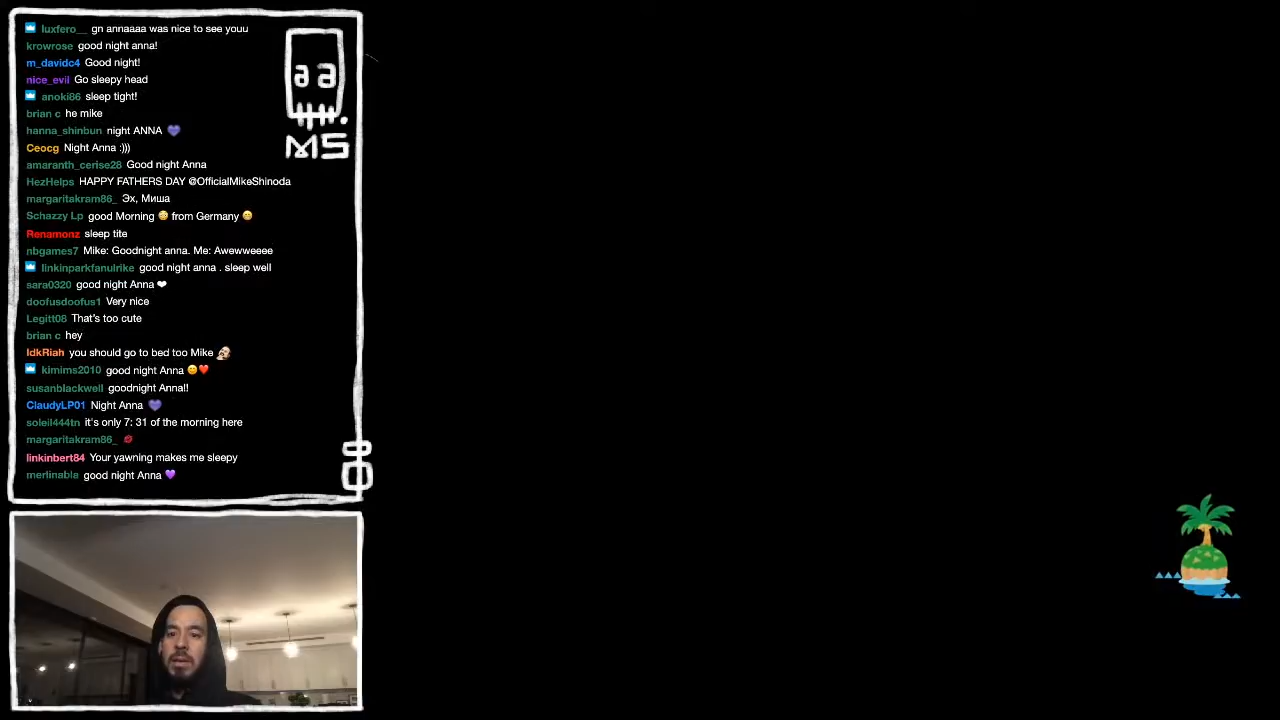 luxfero__ gn annaaaa was nice to see youu
krowrose good night anna!
m_davidc4 Good night!
nice_evil Go sleepy head
anoki86 sleep tight!
brian c he mike
hanna_shinbun night ANNA 💜
Ceocg Night Anna :)))
amaranth_cerise28 Good night Anna
HezHelps HAPPY FATHERS DAY @OfficialMikeShinoda
margaritakram86_ Эх, Миша
Schazzy Lp good Morning 😁 from Germany 😁
Renamonz sleep tite
nbgames7 Mike: Goodnight anna. Me: Awewweeee
linkinparkfanulrike good night anna . sleep well
sara0320 good night Anna ❤
doofusdoofus1 Very nice
Legitt08 That's too cute
brian c hey
IdkRiah you should go to bed too Mike
kimims2010 good night Anna 😊❤️
susanblackwell goodnight Anna!!
ClaudyLP01 Night Anna 💜
soleil444tn it's only 7: 31 of the morning here
margaritakram86_ 💋
linkinbert84 Your yawning makes me sleepy
merlinabla good night Anna 💜
aa
MS